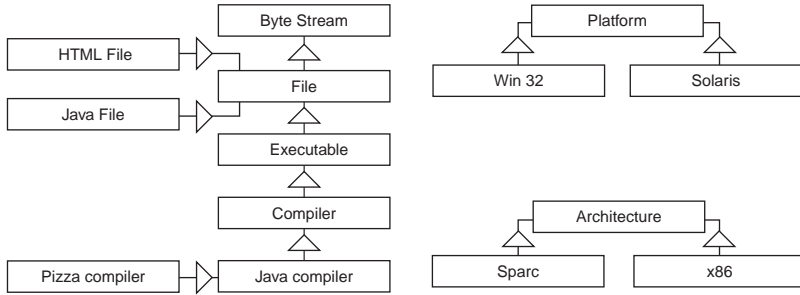 Byte Stream
Platform
HTML File
File
Win 32
Solaris
Java File
Executable
Compiler
Architecture
Pizza compiler
Java compiler
Sparc
x86